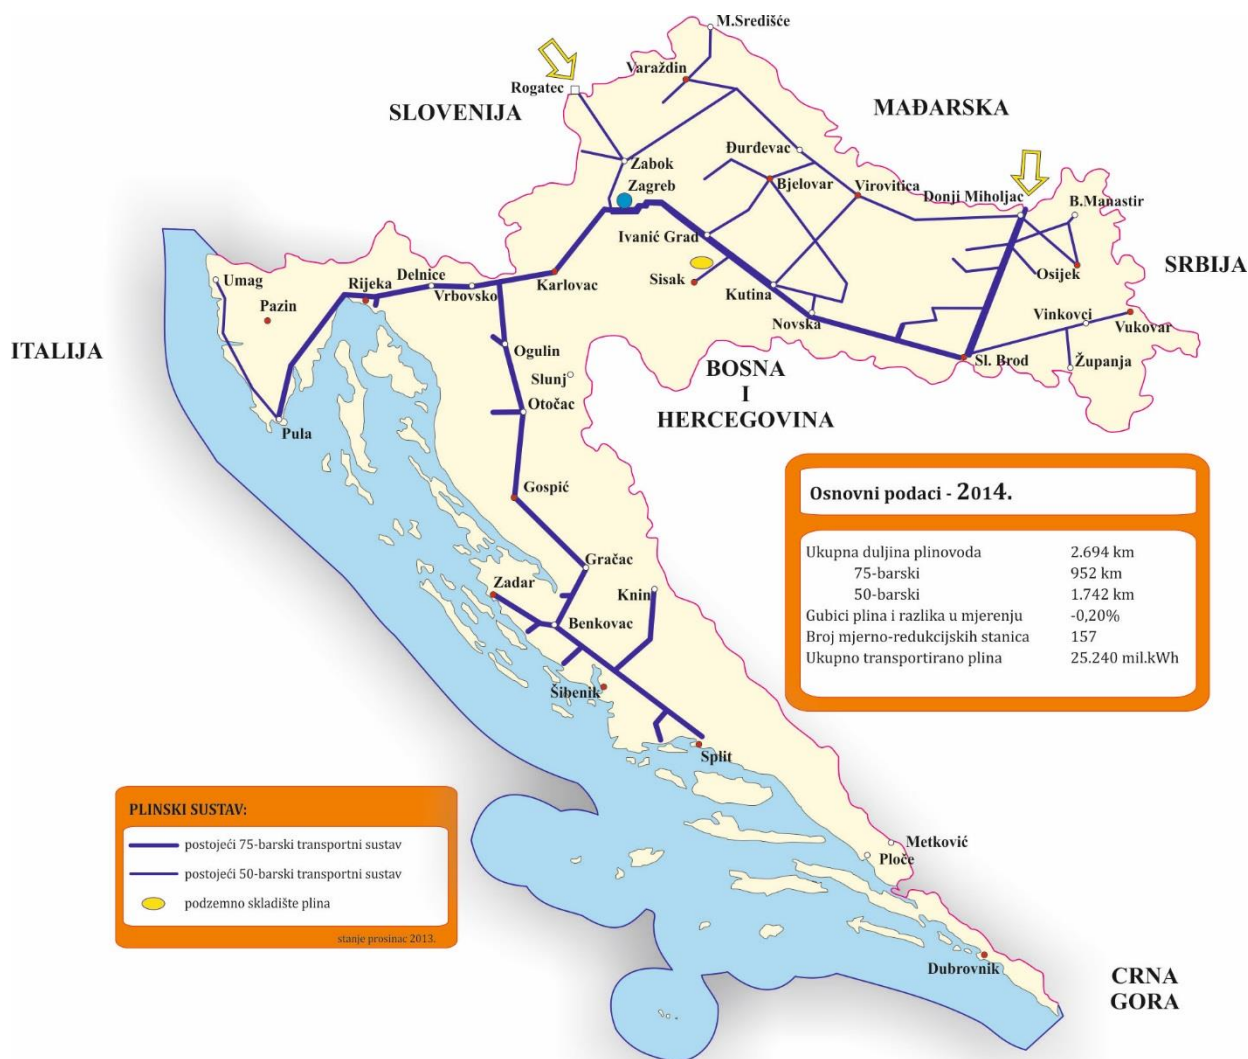 M.Središće
Varaždin
Rogatec
SLOVENIJA
MAĐARSKA
Đurđevac
Zabok
Bjelovar
Virovitica
Donji Miholjac
B.Manastir
Zagreb
Ivanić Grad
Osijek
SRBIJA
Umag
Pazin
Rijeka
Delnice
Vrbovsko
Karlovac
Sisak
Kutina
Novska
Vinkovci
Vukovar
ITALIJA
Ogulin
Slunj
Sl. Brod
Županja
BOSNA
I
HERCEGOVINA
Otočac
Pula
Gospić
Gračac
Zadar
Knin
Benkovac
Šibenik
Split
Metković
Ploče
Dubrovnik
CRNA
GORA
Osnovni podaci - 2014.
Ukupna duljina plinovoda 2.694 km
75-barski 952 km
50-barski 1.742 km
Gubici plina i razlika u mjerenju -0,20%
Broj mjerno-redukcijskih stanica 157
Ukupno transportirano plina 25.240 mil.kWh
PLINSKI SUSTAV:
postojeći 75-barski transportni sustav
postojeći 50-barski transportni sustav
podzemno skladište plina
stanje prosinac 2013.